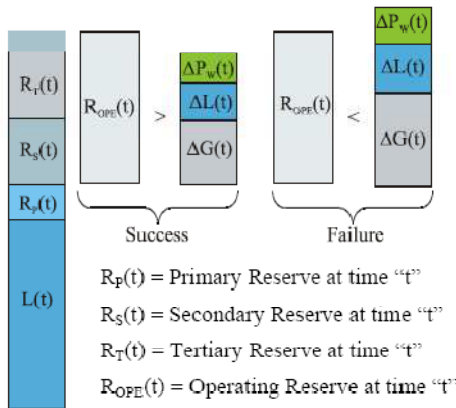 R_T(t)
R_S(t)
R_P(t)
L(t)
R_OPE(t)
>
ΔP_W(t)
ΔL(t)
ΔG(t)
Success
R_OPE(t)
<
ΔP_W(t)
ΔL(t)
ΔG(t)
Failure
R_P(t) = Primary Reserve at time “t”
R_S(t) = Secondary Reserve at time “t”
R_T(t) = Tertiary Reserve at time “t”
R_OPE(t) = Operating Reserve at time “t”